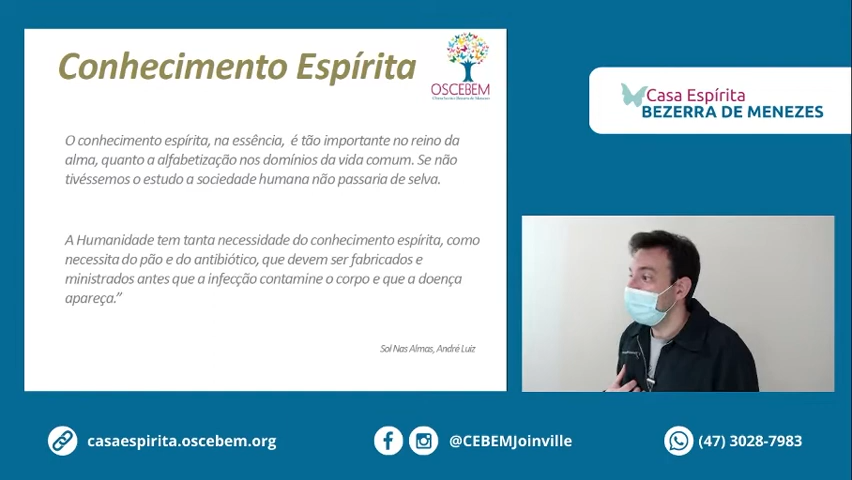 Conhecimento Espírita
OSCEBEM
O conhecimento espírita, na essência, é tão importante no reino da
alma, quanto a alfabetização nos domínios da vida comum. Se não
tivéssemos o estudo a sociedade humana não passaria de selva.
A Humanidade tem tanta necessidade do conhecimento espírita, como
necessita do pão e do antibiótico, que devem ser fabricados e
ministrados antes que a infecção contamine o corpo e que a doença
apareça.”
Sol Nas Almas, André Luiz
Casa Espírita
BEZERRA DE MENEZES
casaespirita.oscebem.org
@CEBEMJoinville
(47) 3028-7983